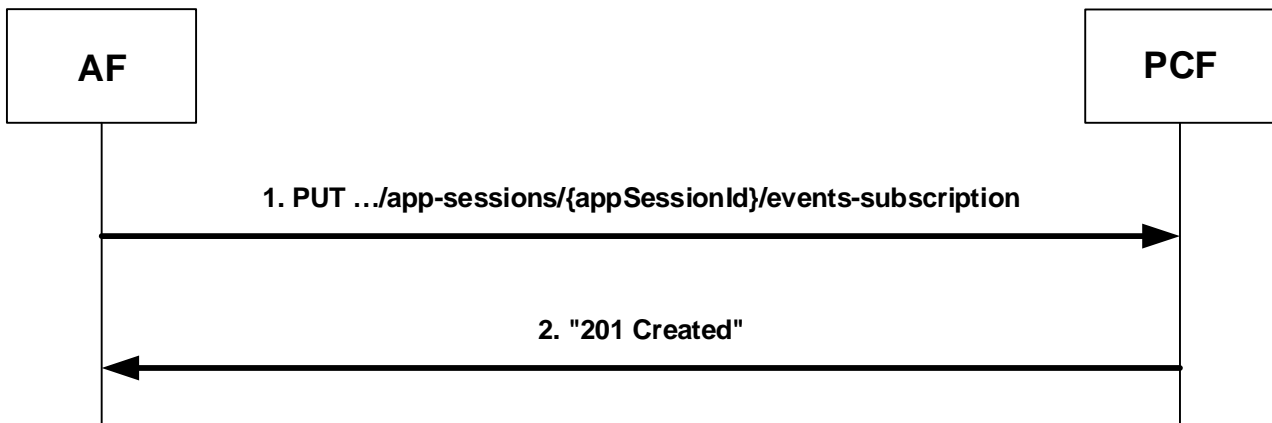 AF
PCF
1. PUT …/app-sessions/{appSessionId}/events-subscription
2. "201 Created"